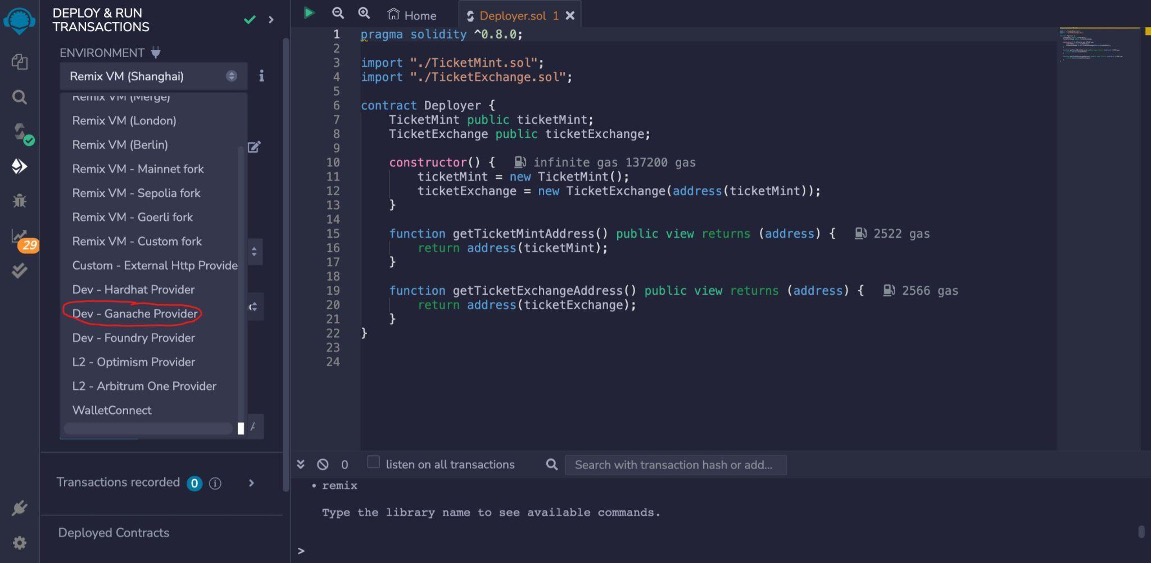 DEPLOY & RUN
TRANSACTIONS
ENVIRONMENT
Remix VM (Shanghai)
Remix VM (Merge)
Remix VM (London)
Remix VM (Berlin)
Remix VM - Mainnet fork
Remix VM - Sepolia fork
Remix VM - Goerli fork
Remix VM - Custom fork
Custom - External Http Provide
Dev - Hardhat Provider
Dev - Ganache Provider
Dev - Foundry Provider
L2 - Optimism Provider
L2 - Arbitrum One Provider
WalletConnect
29
Transactions recorded 0 i
Deployed Contracts
Home
Deployer.sol 1
1 pragma solidity ^0.8.0;
2
3 import "./TicketMint.sol";
4 import "./TicketExchange.sol";
5
6 contract Deployer {
7 TicketMint public ticketMint;
8 TicketExchange public ticketExchange;
9
10 constructor() { infinite gas 137200 gas
11 ticketMint = new TicketMint();
12 ticketExchange = new TicketExchange(address(ticketMint));
13 }
14
15 function getTicketMintAddress() public view returns (address) { 2522 gas
16 return address(ticketMint);
17 }
18
19 function getTicketExchangeAddress() public view returns (address) { 2566 gas
20 return address(ticketExchange);
21 }
22 }
23
24
0 listen on all transactions Search with transaction hash or add...
• remix
Type the library name to see available commands.
>